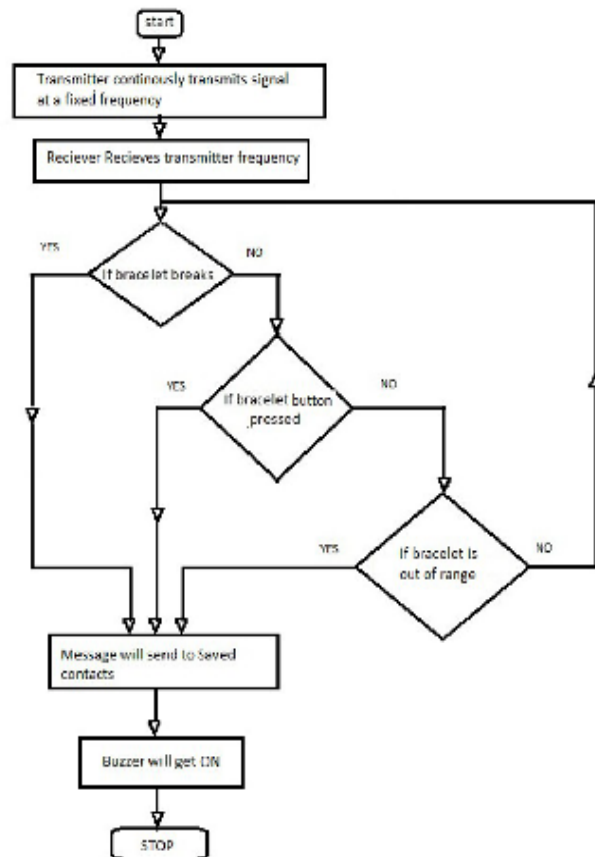 start
Transmitter continously transmits signal
at a fixed frequency
Reciever Recieves transmitter frequency
YES
NO
If bracelet breaks
YES
NO
If bracelet button
pressed
YES
NO
If bracelet is
out of range
Message will send to Saved
contacts
Buzzer will get ON
STOP